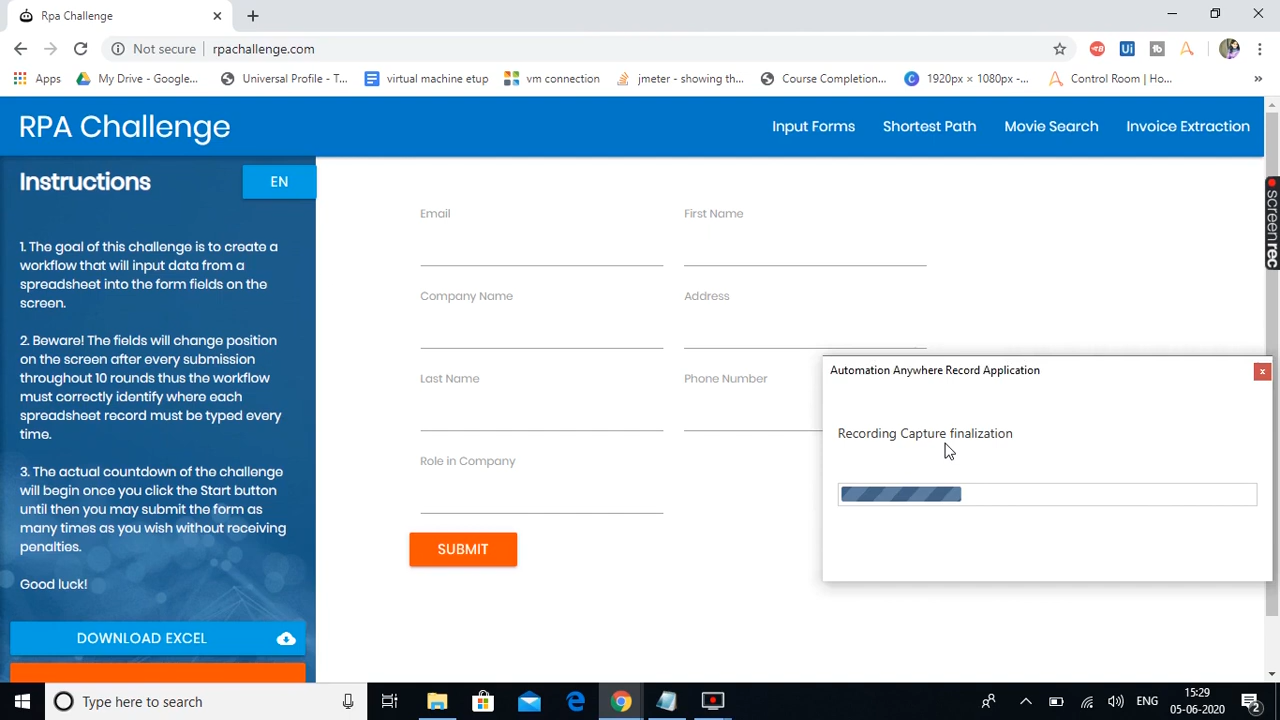 Rpa Challenge
Not secure
rpachallenge.com
Apps
My Drive - Google...
Universal Profile - T...
virtual machine etup
vm connection
jmeter - showing th...
Course Completion...
1920px × 1080px –...
Control Room | Ho...
RPA Challenge
Input Forms
Shortest Path
Movie Search
Invoice Extraction
Instructions
EN
1. The goal of this challenge is to create a
workflow that will input data from a
spreadsheet into the form fields on the
screen.
2. Beware! The fields will change position
on the screen after every submission
throughout 10 rounds thus the workflow
must correctly identify where each
spreadsheet record must be typed every
time.
3. The actual countdown of the challenge
will begin once you click the Start button
until then you may submit the form as
many times as you wish without receiving
penalties.
Good luck!
DOWNLOAD EXCEL
Email
First Name
Company Name
Address
Last Name
Phone Number
Role in Company
SUBMIT
Automation Anywhere Record Application
x
Recording Capture finalization
Screenrec
Type here to search
ENG
15:29
05-06-2020
2